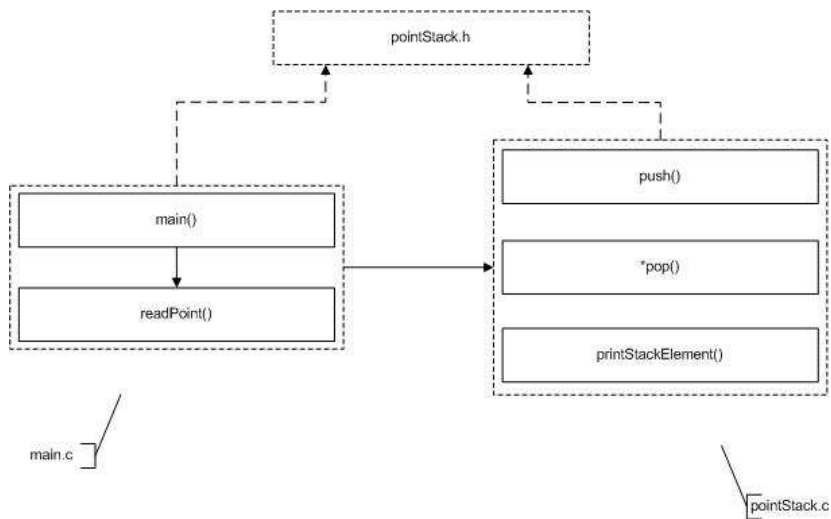 pointStack.h
push()
main()
*pop()
readPoint()
printStackElement()
main.c
pointStack.c